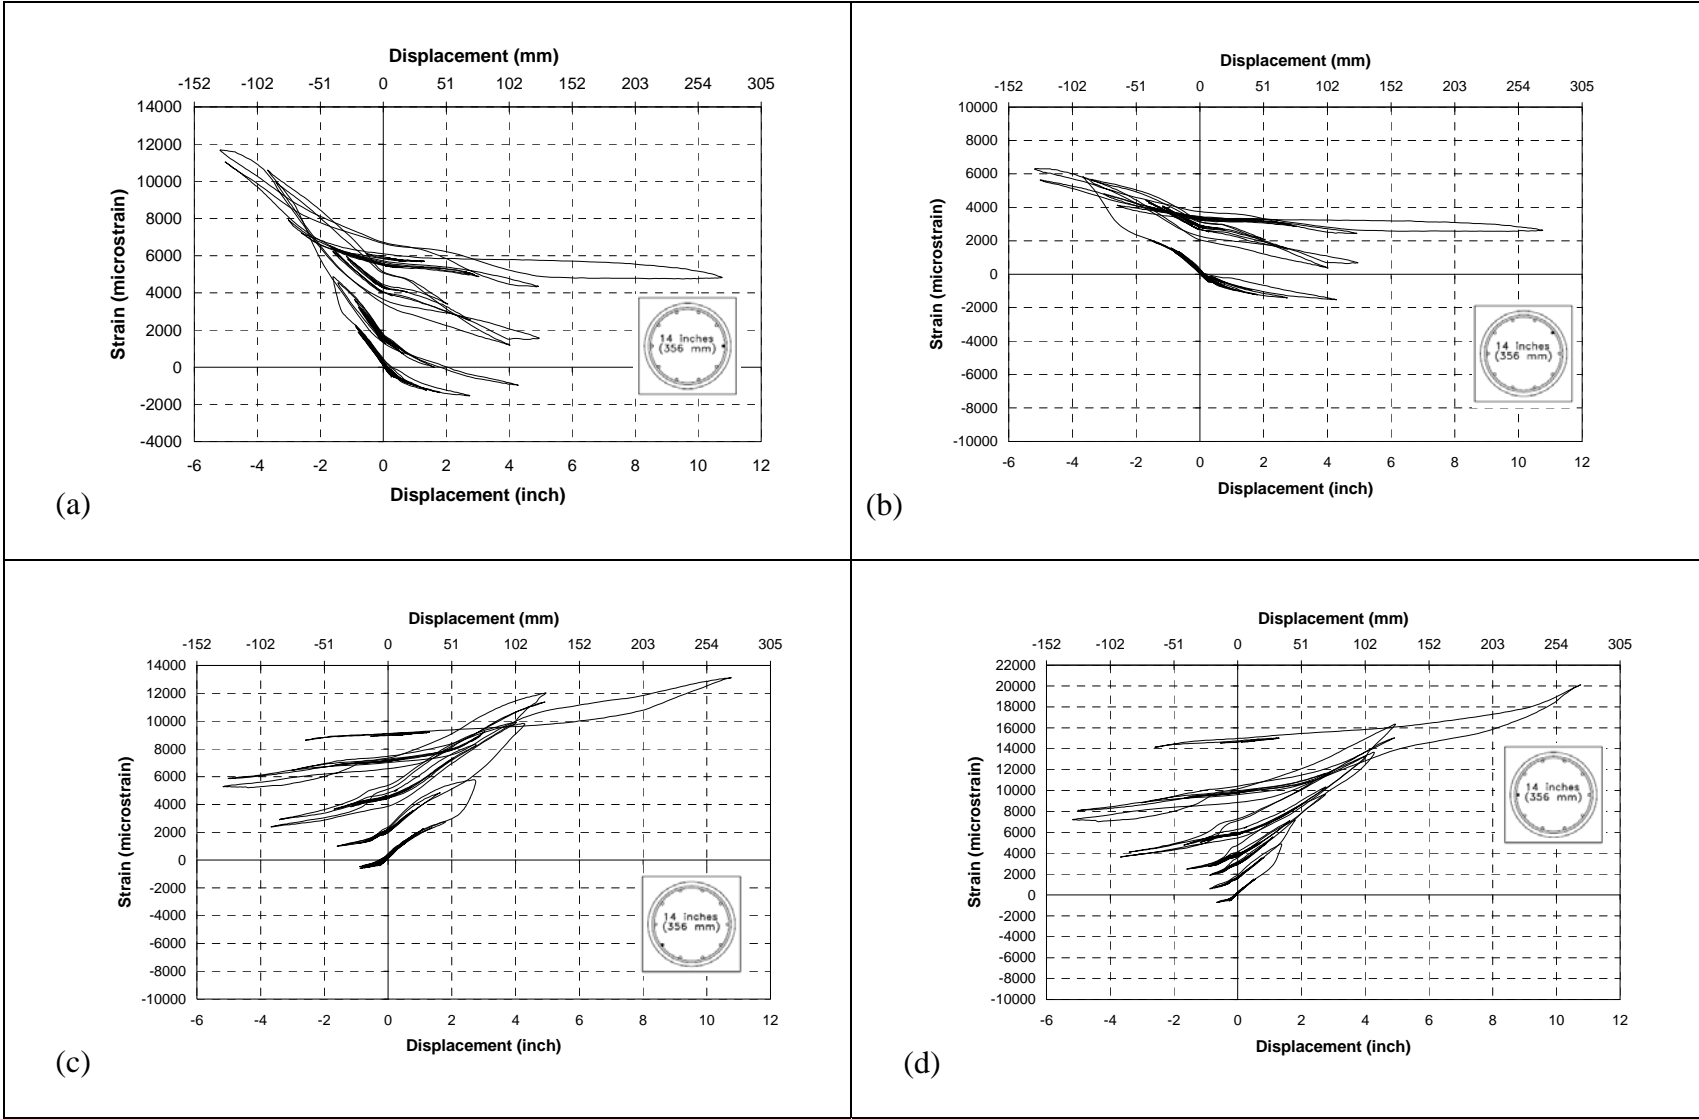 Displacement (mm)
-152 -102 -51 0 51 102 152 203 254 305
14000
12000
10000
8000
6000
4000
2000
0
-2000
-4000
Strain (microstrain)
14 inches
(356 mm)
-6 -4 -2 0 2 4 6 8 10 12
Displacement (inch)
(a)
Displacement (mm)
-152 -102 -51 0 51 102 152 203 254 305
10000
8000
6000
4000
2000
0
-2000
-4000
-6000
-8000
-10000
Strain (microstrain)
14 inches
(356 mm)
-6 -4 -2 0 2 4 6 8 10 12
Displacement (inch)
(b)
Displacement (mm)
-152 -102 -51 0 51 102 152 203 254 305
14000
12000
10000
8000
6000
4000
2000
0
-2000
-4000
-6000
-8000
-10000
Strain (microstrain)
14 inches
(356 mm)
-6 -4 -2 0 2 4 6 8 10 12
Displacement (inch)
(c)
Displacement (mm)
-152 -102 -51 0 51 102 152 203 254 305
22000
20000
18000
16000
14000
12000
10000
8000
6000
4000
2000
0
-2000
-4000
-6000
-8000
-10000
Strain (microstrain)
14 inches
(356 mm)
-6 -4 -2 0 2 4 6 8 10 12
Displacement (inch)
(d)